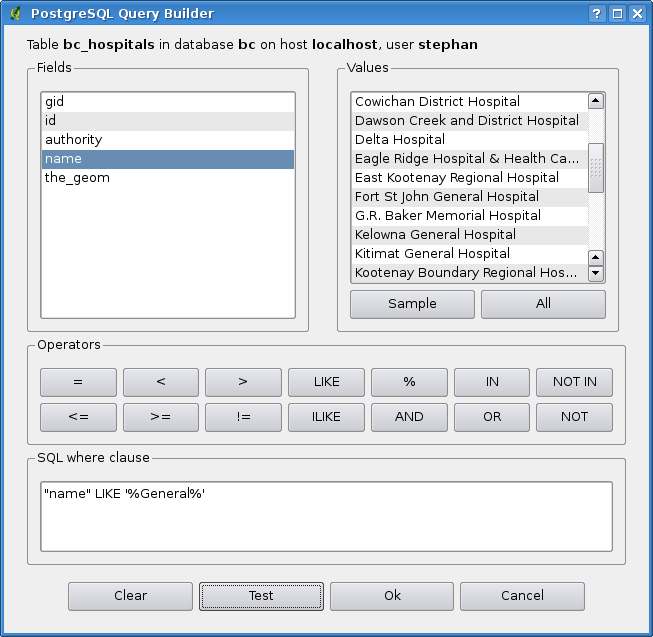 PostgreSQL Query Builder
Table bc_hospitals in database bc on host localhost, user stephan
Fields
gid
id
authority
name
the_geom
Values
Cowichan District Hospital
Dawson Creek and District Hospital
Delta Hospital
Eagle Ridge Hospital & Health Ca...
East Kootenay Regional Hospital
Fort St John General Hospital
G.R. Baker Memorial Hospital
Kelowna General Hospital
Kitimat General Hospital
Kootenay Boundary Regional Hos...
Sample All
Operators
= < > LIKE % IN NOT IN
<= >= != ILIKE AND OR NOT
SQL where clause
"name" LIKE '%General%'
Clear Test Ok Cancel